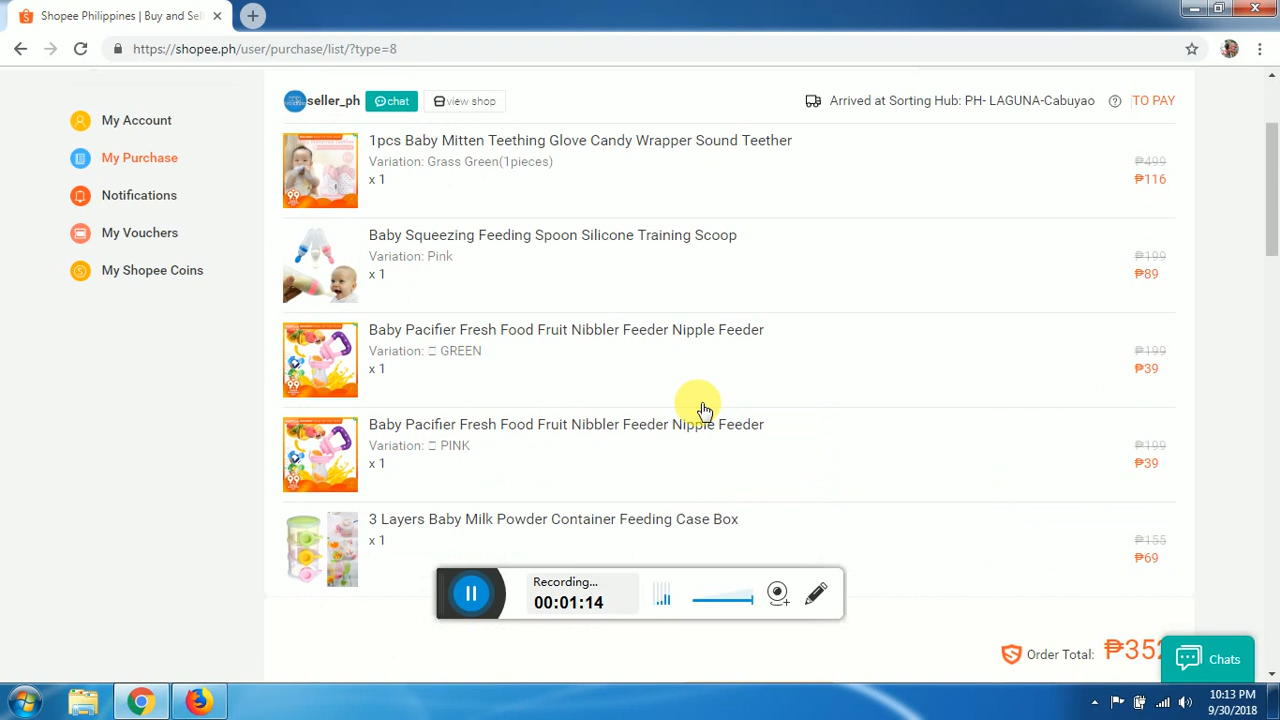 Shopee Philippines | Buy and Sel
https://shopee.ph/user/purchase/list/?type=8
My Account
My Purchase
Notifications
My Vouchers
My Shopee Coins
seller_ph chat view shop Arrived at Sorting Hub: PH- LAGUNA-Cabuyao ? TO PAY
1pcs Baby Mitten Teething Glove Candy Wrapper Sound Teether
Variation: Grass Green(1pieces)
₱499
x 1
₱116
Baby Squeezing Feeding Spoon Silicone Training Scoop
Variation: Pink
₱199
x 1
₱89
Baby Pacifier Fresh Food Fruit Nibbler Feeder Nipple Feeder
Variation: GREEN
₱199
x 1
₱39
Baby Pacifier Fresh Food Fruit Nibbler Feeder Nipple Feeder
Variation: PINK
₱199
x 1
₱39
3 Layers Baby Milk Powder Container Feeding Case Box
x 1
₱155
₱69
Recording...
00:01:14
Order Total: ₱352
Chats
10:13 PM
9/30/2018